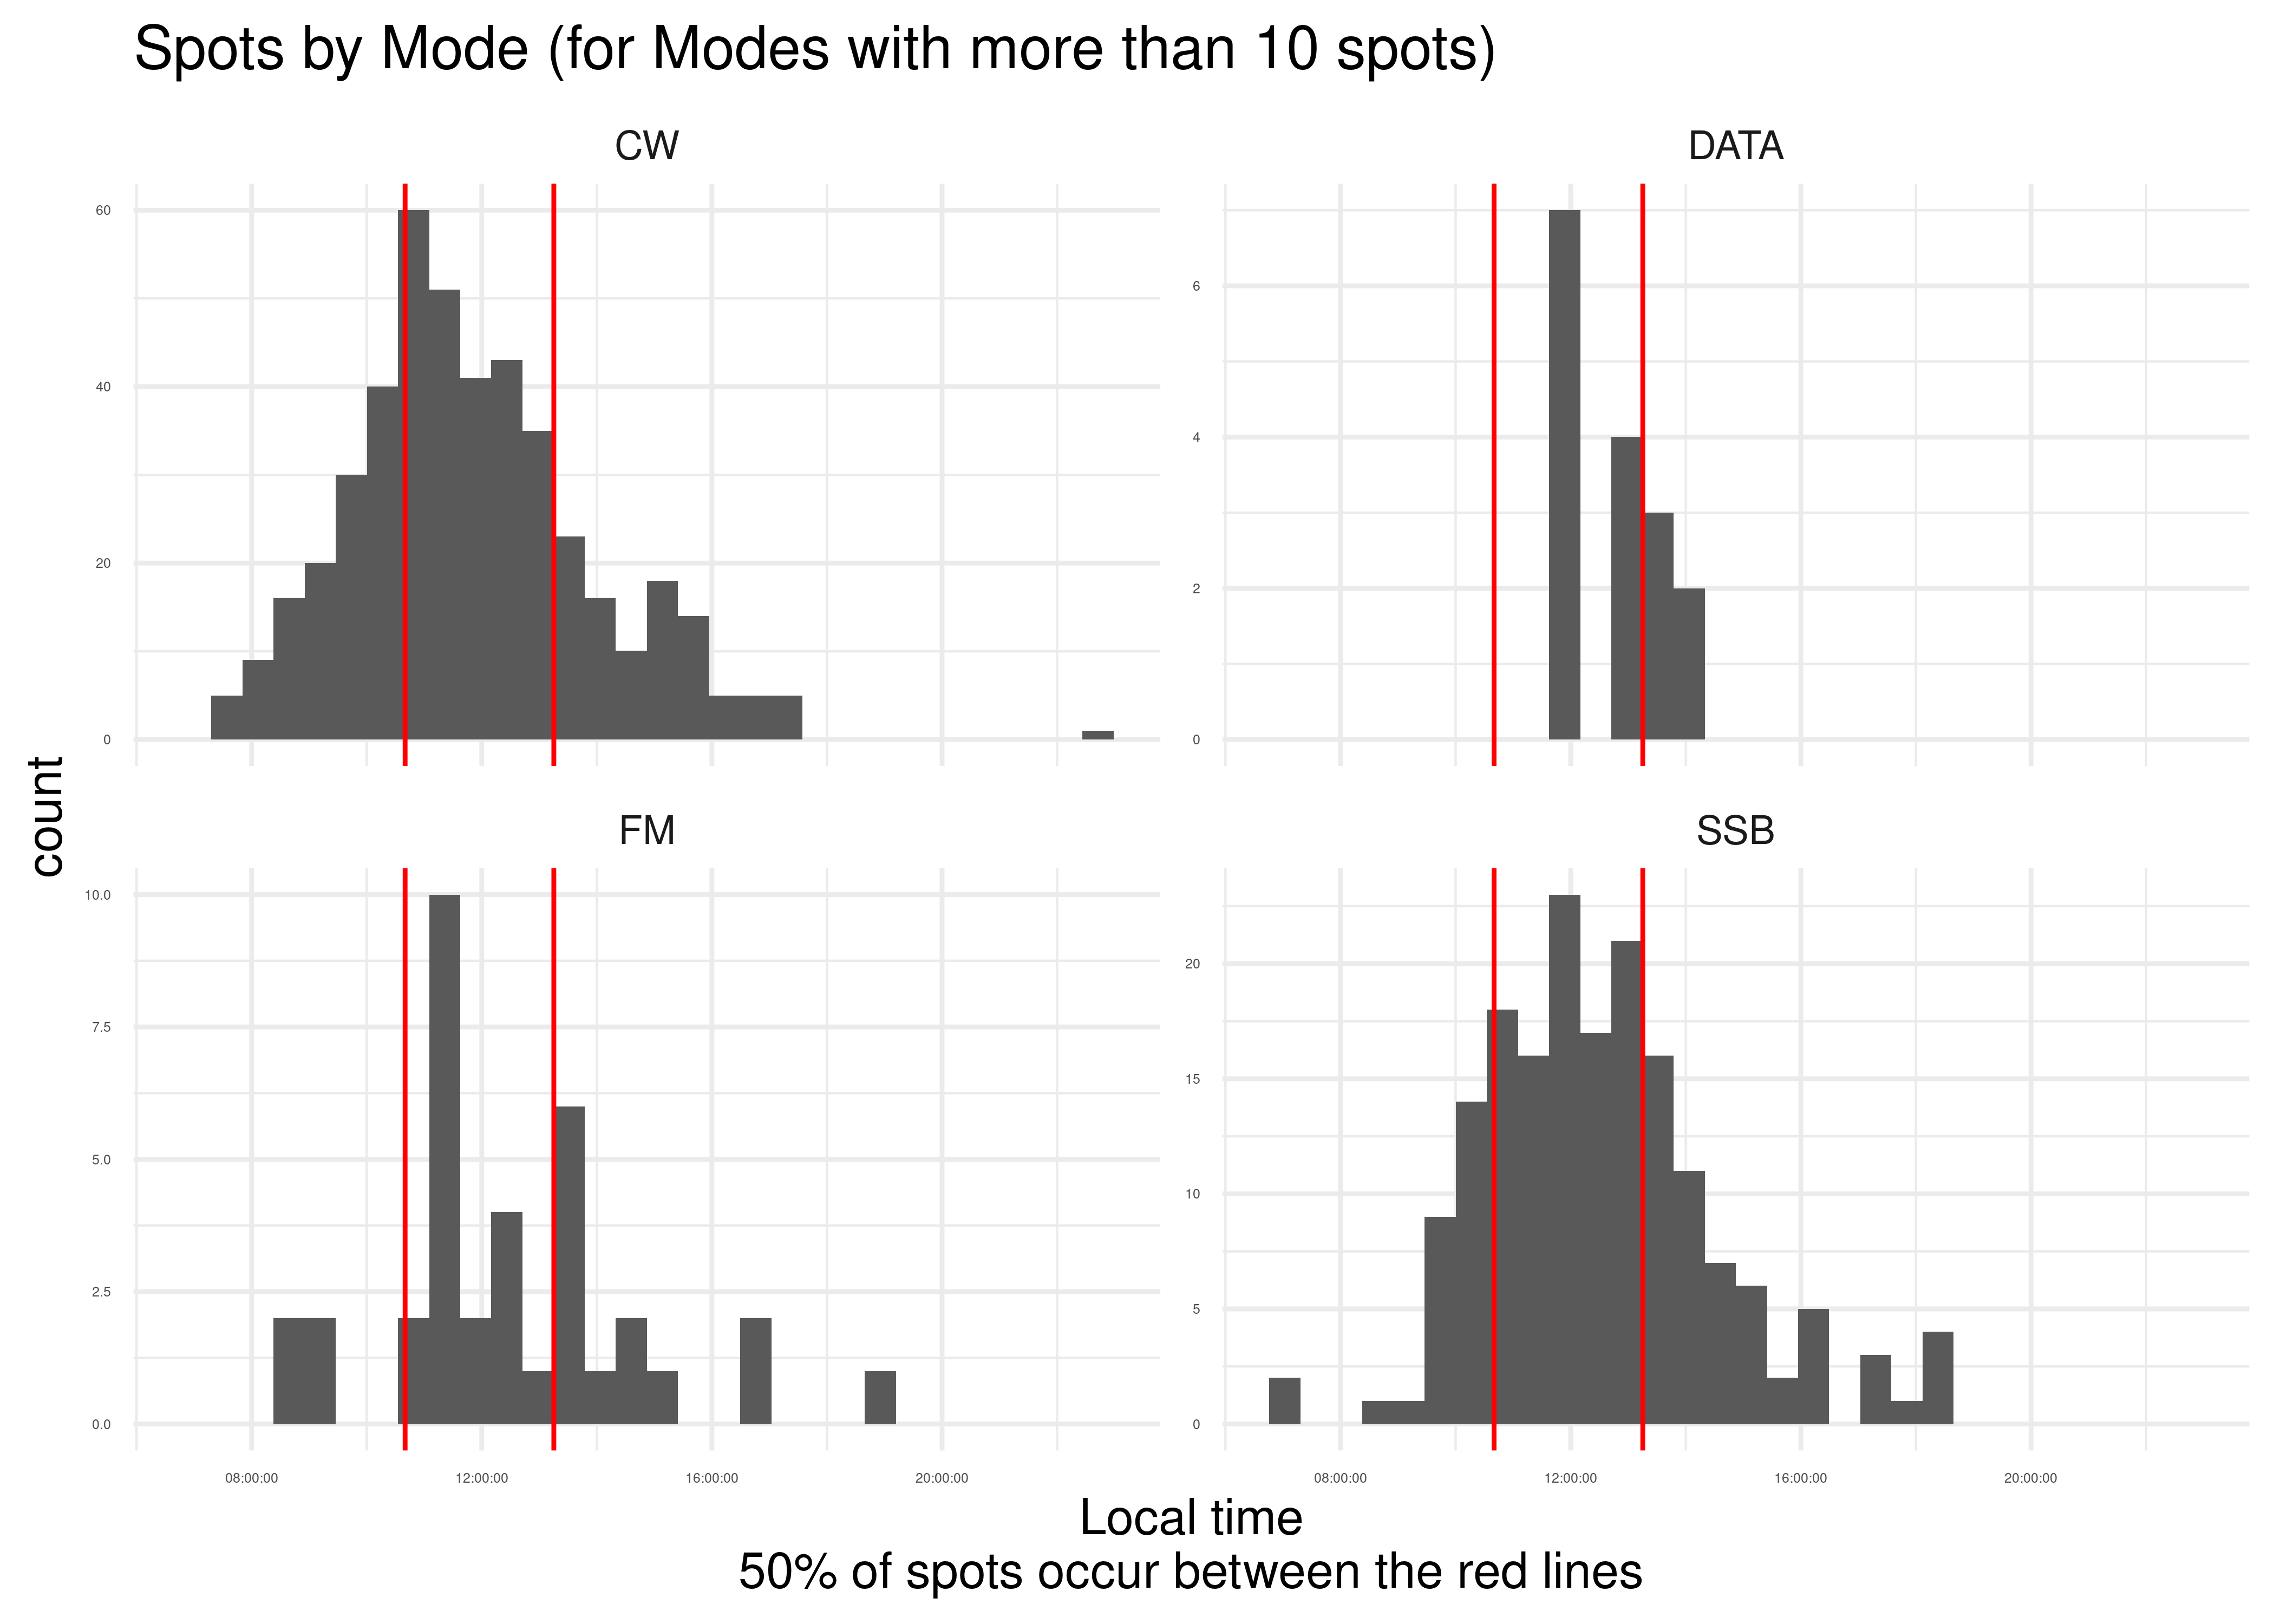 Spots by Mode (for Modes with more than 10 spots)
CW
DATA
60
40
20
0
6
4
2
0
count
FM
SSB
10.0
7.5
5.0
2.5
0.0
20
15
10
5
0
08:00:00 12:00:00 16:00:00 20:00:00
08:00:00 12:00:00 16:00:00 20:00:00
Local time
50% of spots occur between the red lines